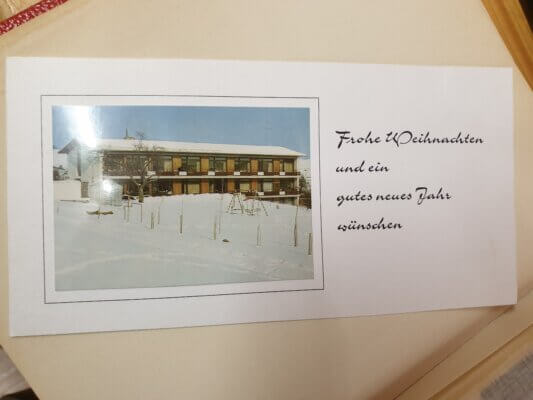 Frohe Weihnachten
und ein
gutes neues Jahr
wünschen